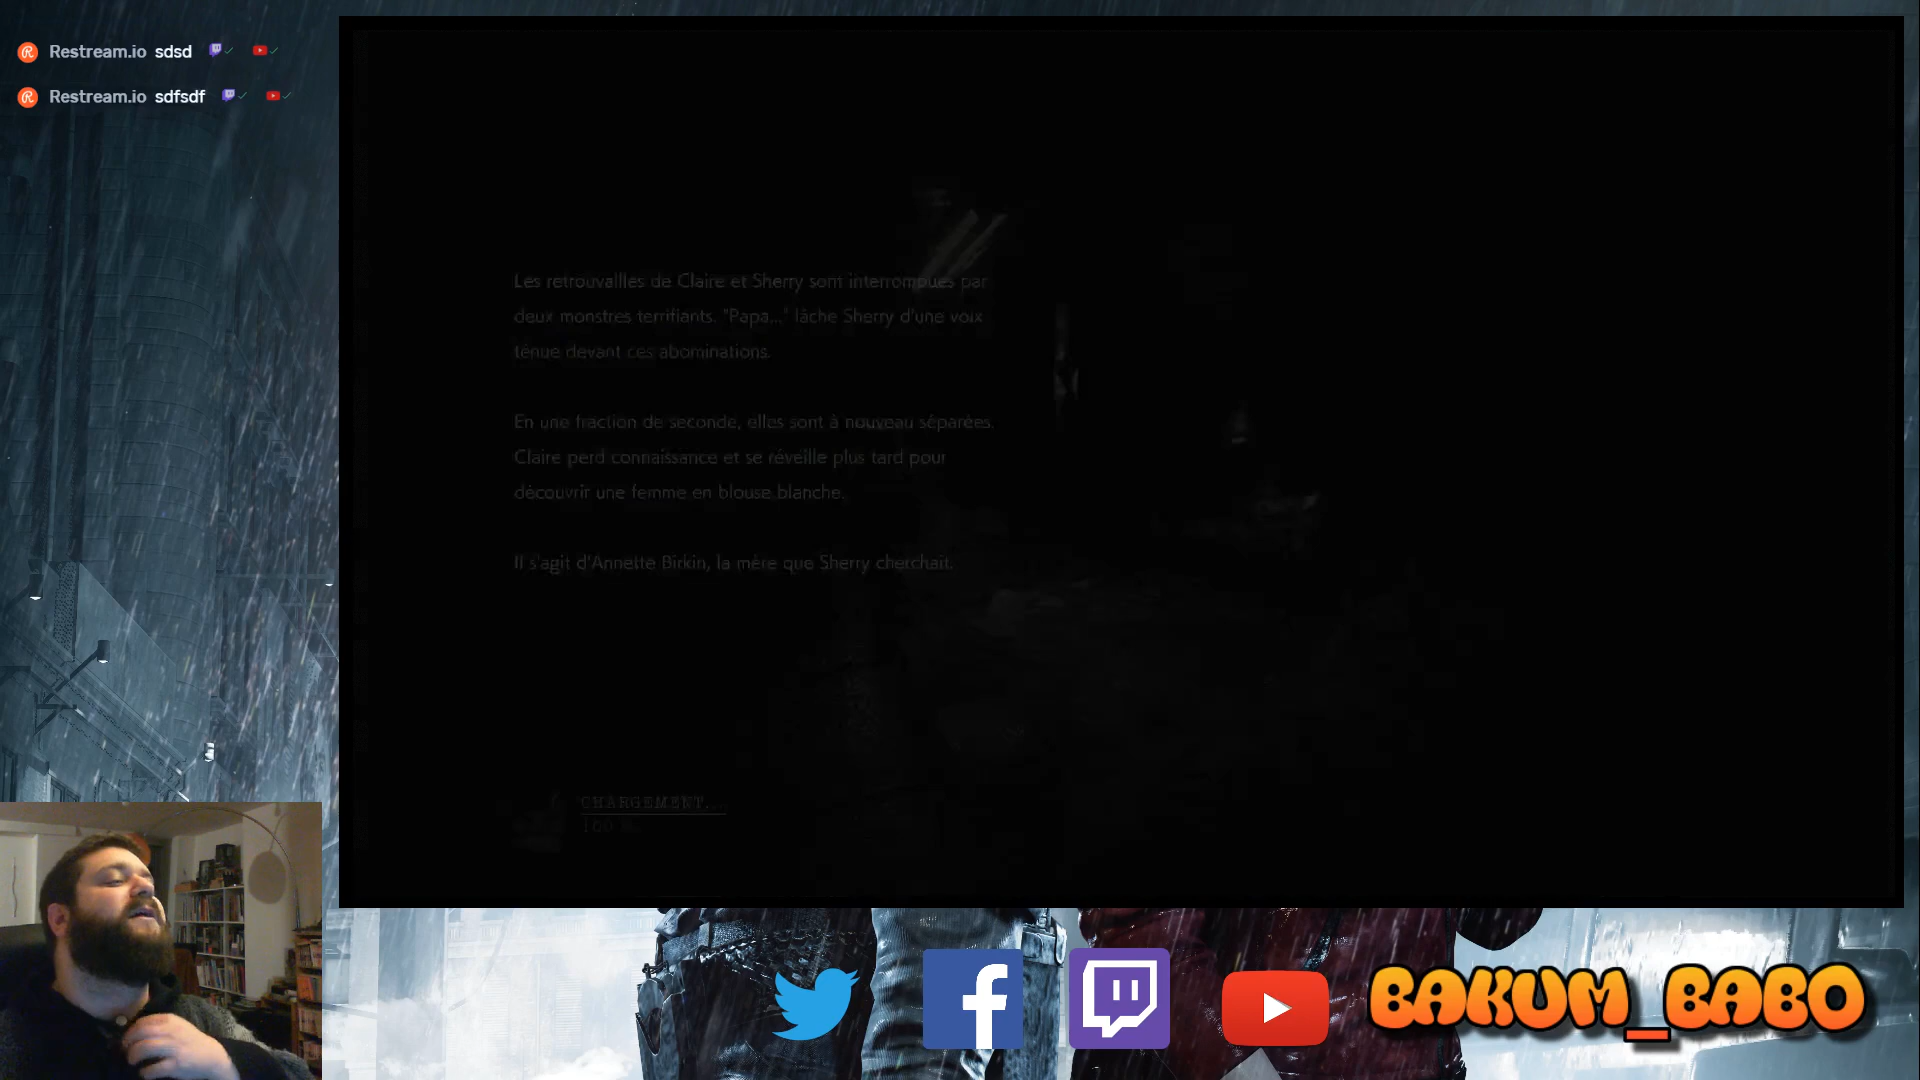 Restream.io sdsd
Restream.io sdfsdf
Les retrouvailles de Claire et Sherry sont interrompues par
deux monstres terrifiants. "Papa..." lâche Sherry d'une voix
ténue devant ces abominations.
En une fraction de seconde, elles sont à nouveau séparées.
Claire perd connaissance et se réveille plus tard pour
découvrir une femme en blouse blanche.
Il s'agit d'Annette Birkin, la mère que Sherry cherchait.
CHARGEMENT...
100 %
BAKUM_BABO